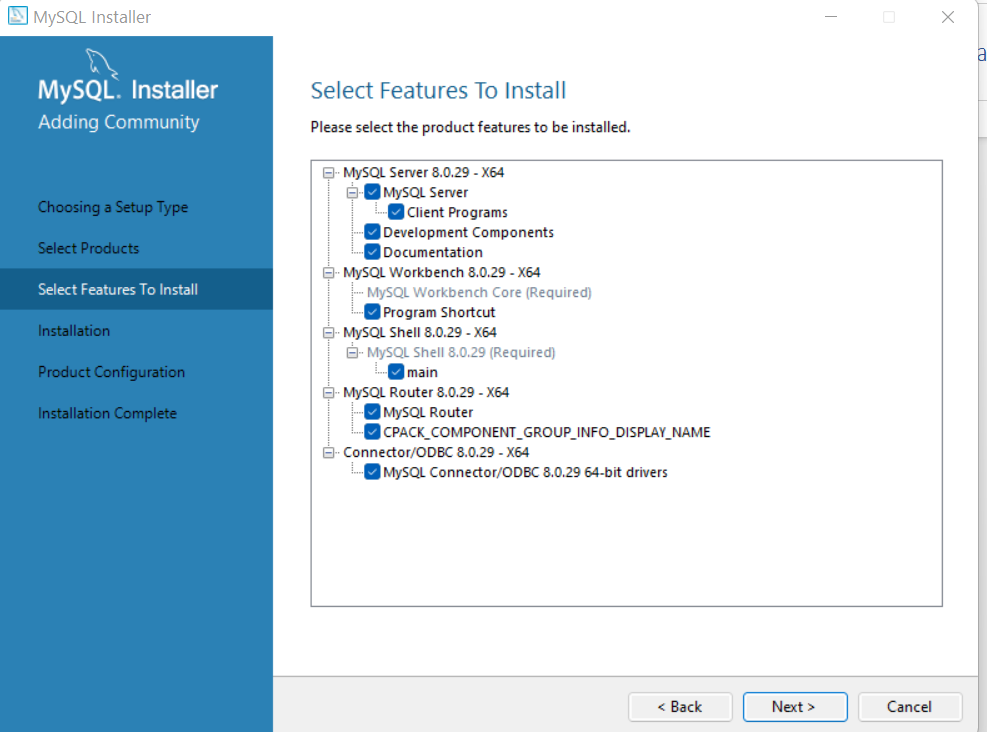 MySQL Installer
MySQL. Installer
Adding Community
Choosing a Setup Type
Select Products
Select Features To Install
Installation
Product Configuration
Installation Complete
Select Features To Install
Please select the product features to be installed.
MySQL Server 8.0.29 - X64
MySQL Server
Client Programs
Development Components
Documentation
MySQL Workbench 8.0.29 - X64
MySQL Workbench Core (Required)
Program Shortcut
MySQL Shell 8.0.29 - X64
MySQL Shell 8.0.29 (Required)
main
MySQL Router 8.0.29 - X64
MySQL Router
CPACK_COMPONENT_GROUP_INFO_DISPLAY_NAME
Connector/ODBC 8.0.29 - X64
MySQL Connector/ODBC 8.0.29 64-bit drivers
< Back
Next >
Cancel